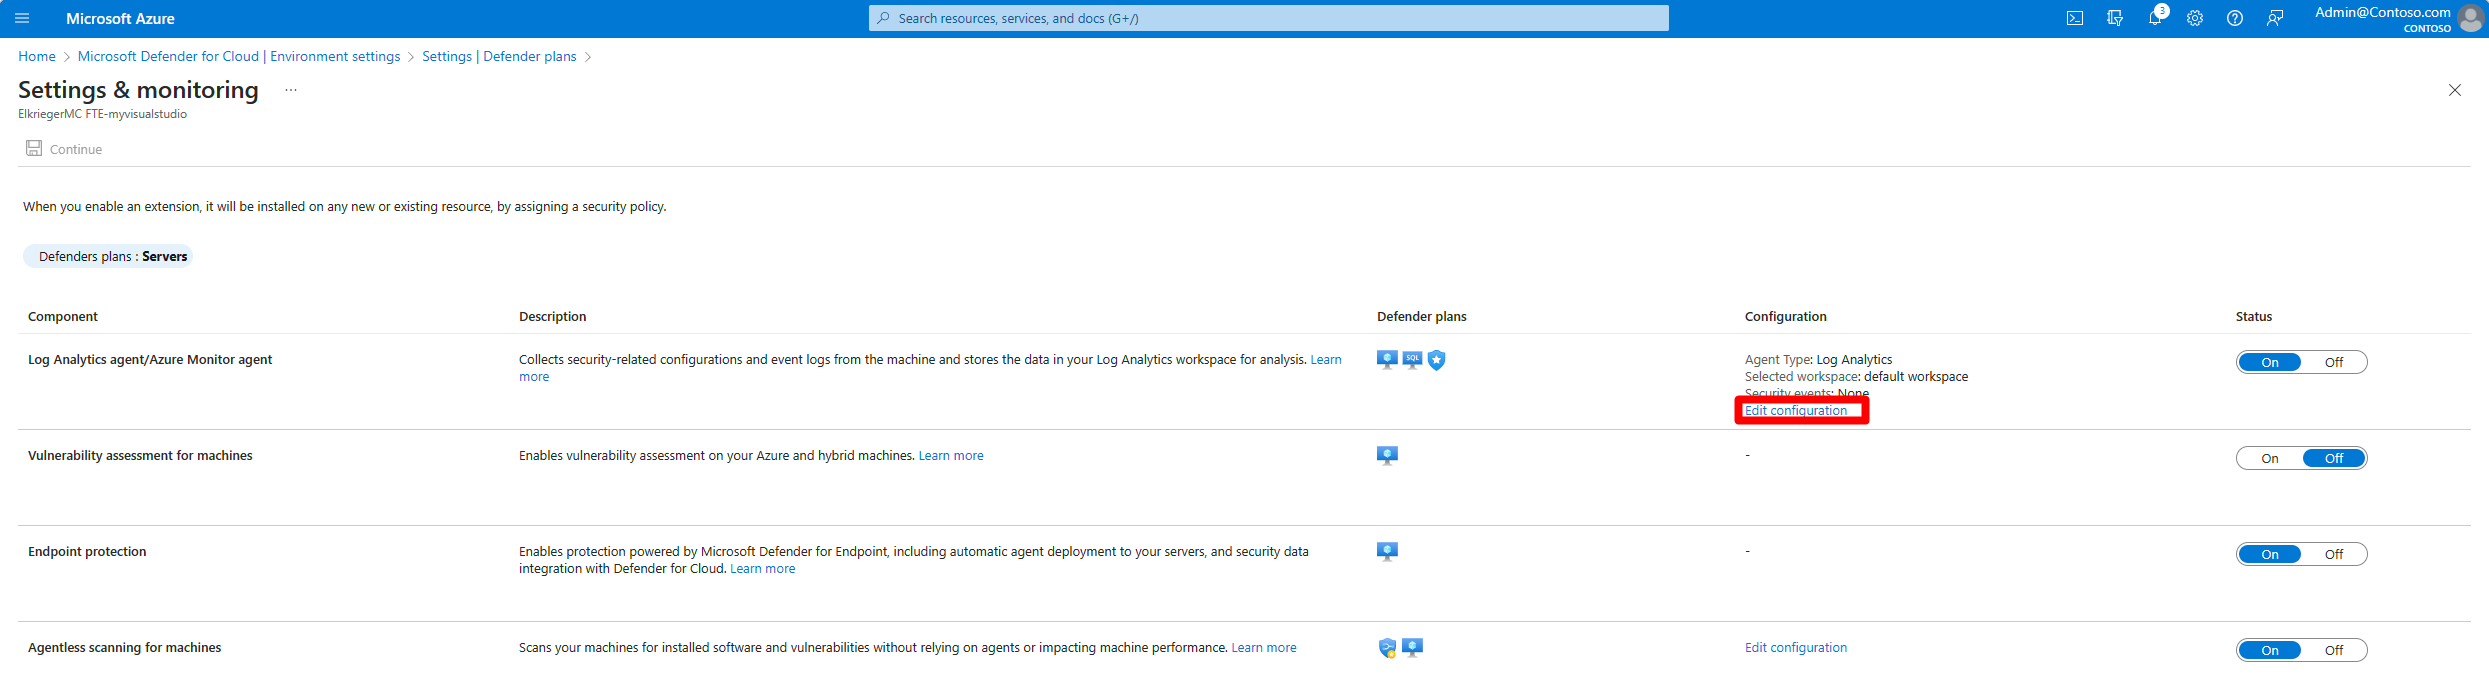 Microsoft Azure
Search resources, services, and docs (G+/)
3
Admin@Contoso.com
CONTOSO
Home > Microsoft Defender for Cloud | Environment settings > Settings | Defender plans >
Settings & monitoring ...
ElkriegerMC FTE-myvisualstudio
Continue
When you enable an extension, it will be installed on any new or existing resource, by assigning a security policy.
Defenders plans : Servers
Component Description Defender plans Configuration Status
Log Analytics agent/Azure Monitor agent
Collects security-related configurations and event logs from the machine and stores the data in your Log Analytics workspace for analysis. Learn
more
SQL
Agent Type: Log Analytics
Selected workspace: default workspace
Security events: None
Edit configuration
On Off
Vulnerability assessment for machines
Enables vulnerability assessment on your Azure and hybrid machines. Learn more
-
On Off
Endpoint protection
Enables protection powered by Microsoft Defender for Endpoint, including automatic agent deployment to your servers, and security data
integration with Defender for Cloud. Learn more
-
On Off
Agentless scanning for machines
Scans your machines for installed software and vulnerabilities without relying on agents or impacting machine performance. Learn more
Edit configuration
On Off